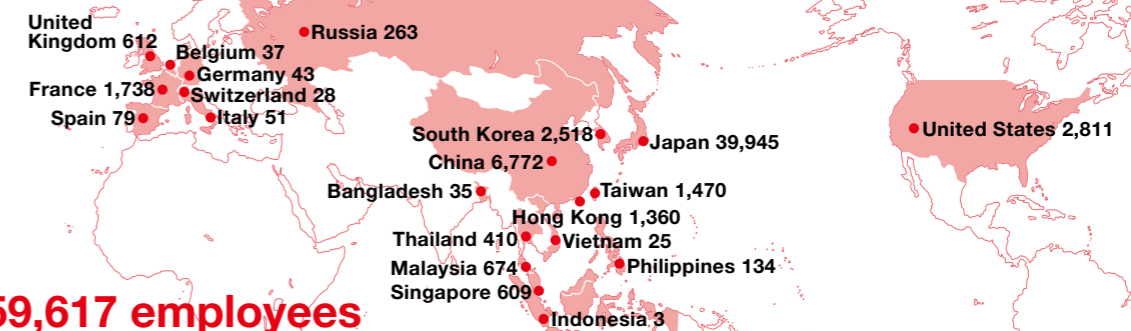 United
Kingdom 612
Russia 263
Belgium 37
Germany 43
France 1,738
Switzerland 28
Spain 79
Italy 51
South Korea 2,518
Japan 39,945
United States 2,811
China 6,772
Bangladesh 35
Taiwan 1,470
Hong Kong 1,360
Thailand 410
Vietnam 25
Malaysia 674
Philippines 134
Singapore 609
Indonesia 3
59,617 employees